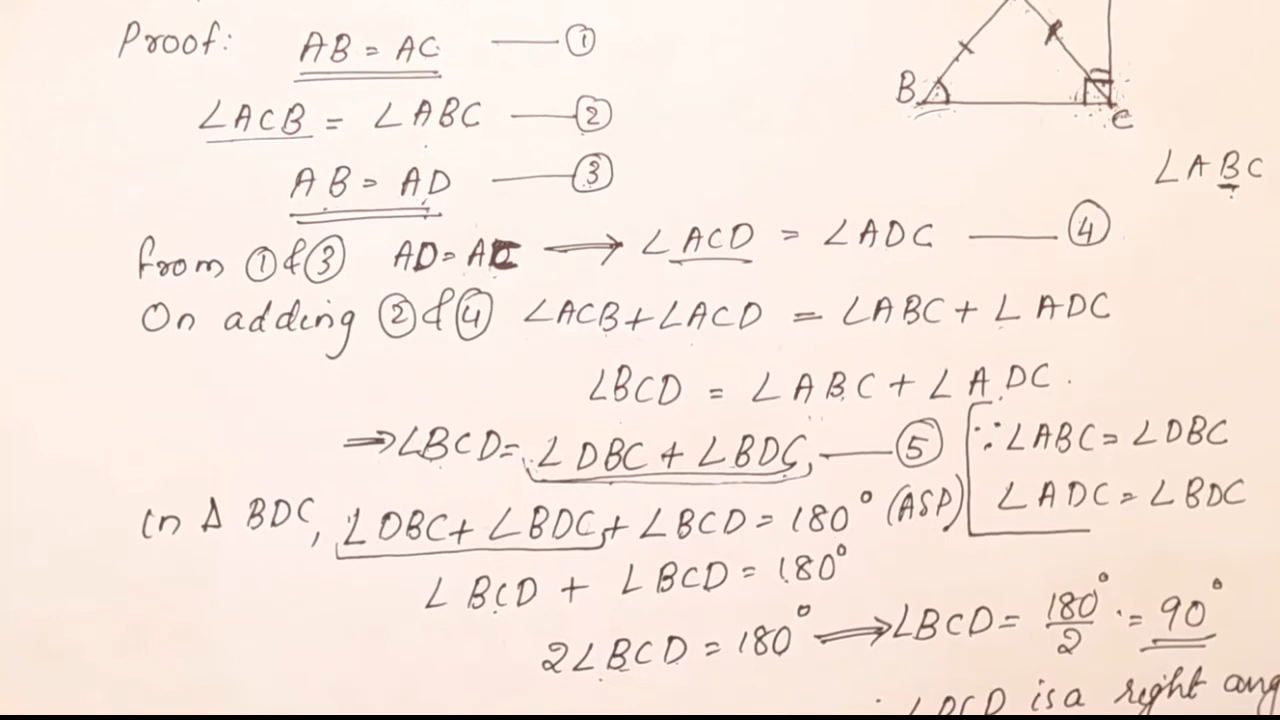 Proof: AB = AC —— ①
∠ACB = ∠ABC —— ②
AB = AD —— ③
from ① & ③ AD = AC ⟹ ∠ACD = ∠ADC —— ④
On adding ② & ④ ∠ACB + ∠ACD = ∠ABC + ∠ADC
∠BCD = ∠ABC + ∠ADC.
⟹ ∠BCD = ∠DBC + ∠BDC, —— ⑤
∵ ∠ABC = ∠DBC
∠ADC = ∠BDC
In Δ BDC, ∠DBC + ∠BDC + ∠BCD = 180° (ASP)
∠BCD + ∠BCD = 180°
2∠BCD = 180° ⟹ ∠BCD = 180°/2 = 90°
is a right
B
C
∠ABC